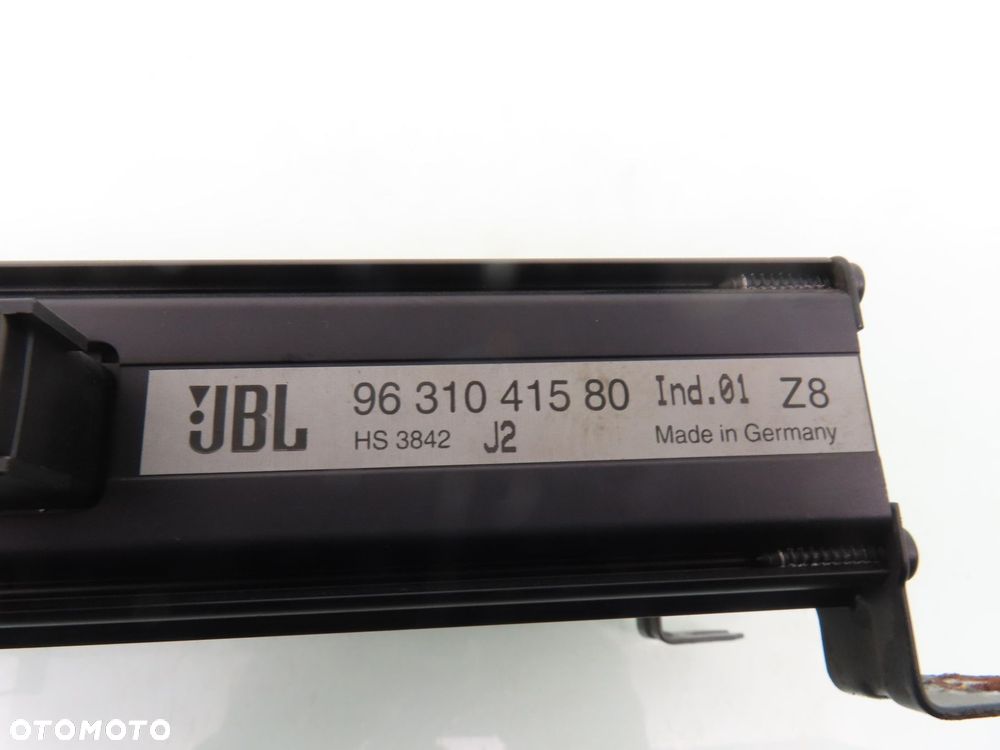 JBL 96 310 415 80 Ind.01 Z8
HS 3842 J2 Made in Germany
OTOMOTO